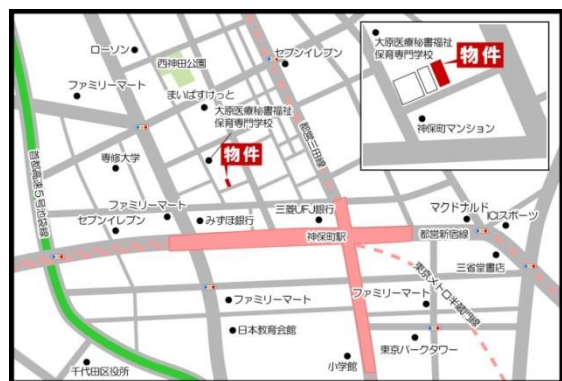 ローソン
西神田公園
セブンイレブン
ファミリーマート
まいばすけっと
大原医療秘書福祉
保育専門学校
物件
都営三田線
首都高速5号池袋線
専修大学
ファミリーマート
セブンイレブン
みずほ銀行
三菱UFJ銀行
神保町駅
マクドナルド
ICIスポーツ
都営新宿線
三省堂書店
東京メトロ半蔵門線
ファミリーマート
ファミリーマート
日本教育会館
東京パークタワー
小学館
千代田区役所
大原医療秘書福祉
保育専門学校
物件
神保町マンション